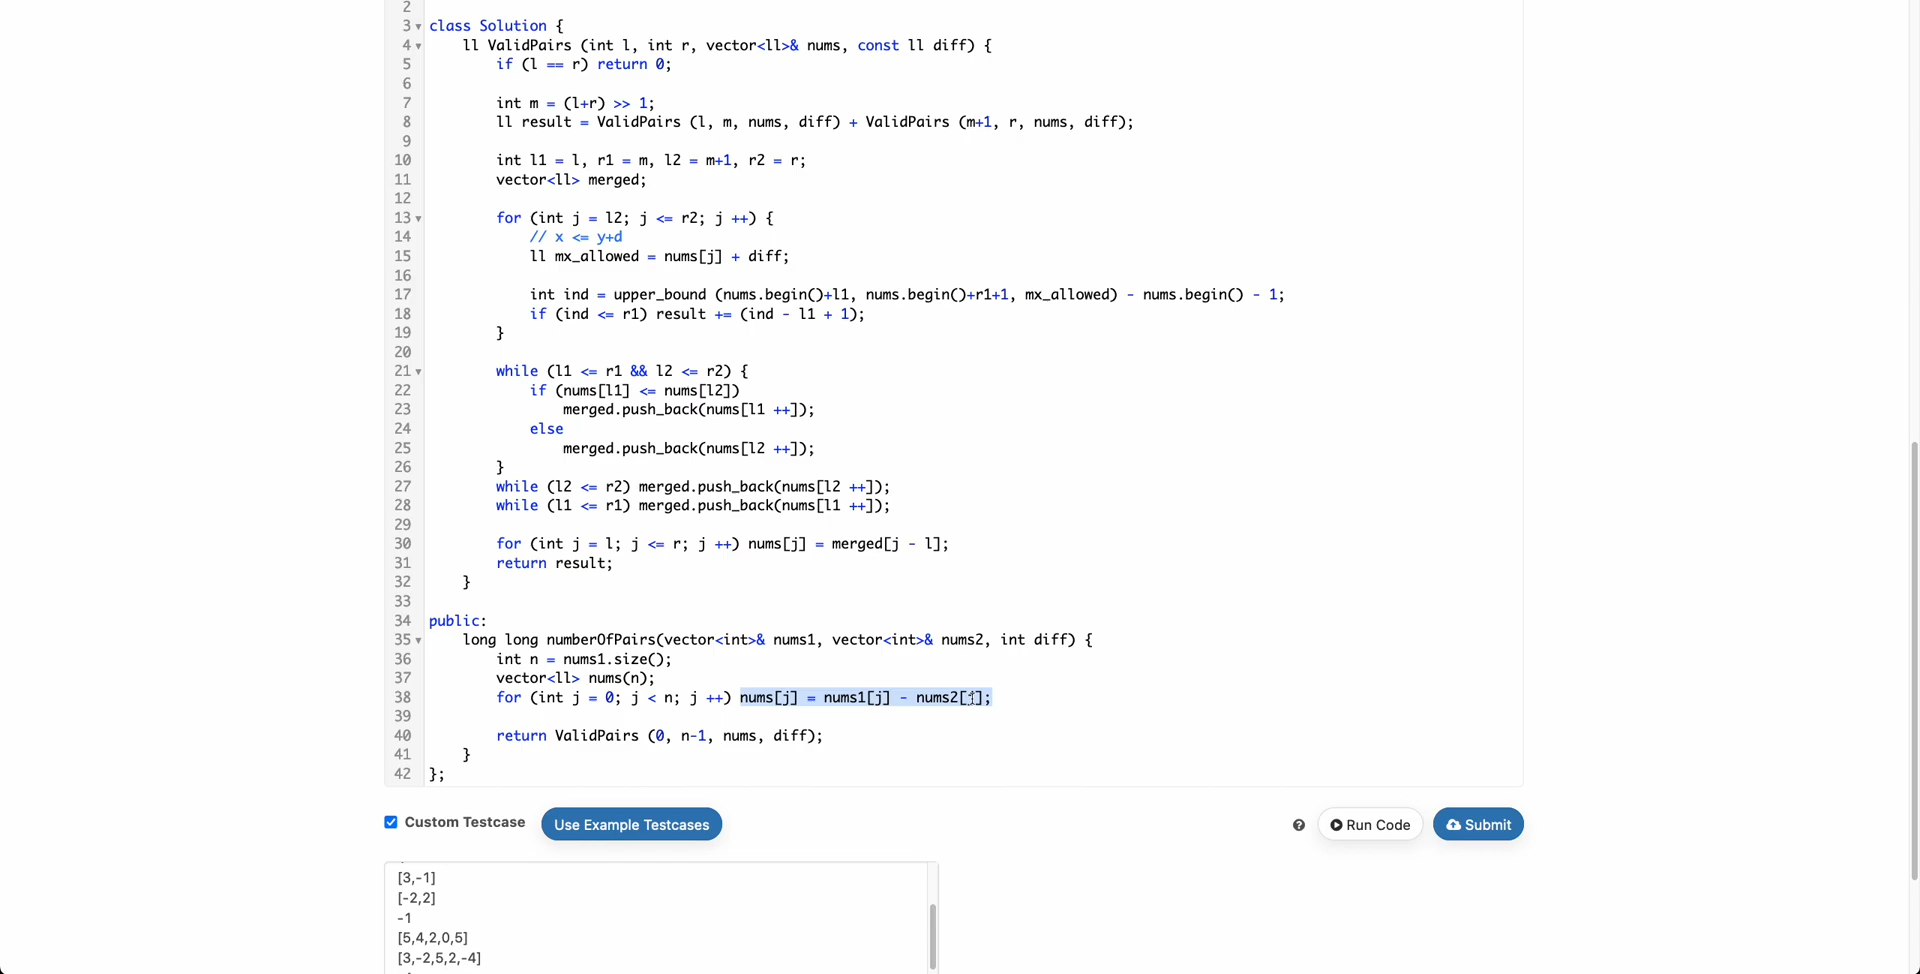 2
3 class Solution {
4 ll ValidPairs (int l, int r, vector<ll>& nums, const ll diff) {
5 if (l == r) return 0;
6
7 int m = (l+r) >> 1;
8 ll result = ValidPairs (l, m, nums, diff) + ValidPairs (m+1, r, nums, diff);
9
10 int l1 = l, r1 = m, l2 = m+1, r2 = r;
11 vector<ll> merged;
12
13 for (int j = l2; j <= r2; j ++) {
14 // x <= y+d
15 ll mx_allowed = nums[j] + diff;
16
17 int ind = upper_bound (nums.begin()+l1, nums.begin()+r1+1, mx_allowed) - nums.begin() - 1;
18 if (ind <= r1) result += (ind - l1 + 1);
19 }
20
21 while (l1 <= r1 && l2 <= r2) {
22 if (nums[l1] <= nums[l2])
23 merged.push_back(nums[l1 ++]);
24 else
25 merged.push_back(nums[l2 ++]);
26 }
27 while (l2 <= r2) merged.push_back(nums[l2 ++]);
28 while (l1 <= r1) merged.push_back(nums[l1 ++]);
29
30 for (int j = l; j <= r; j ++) nums[j] = merged[j - l];
31 return result;
32 }
33
34 public:
35 long long numberOfPairs(vector<int>& nums1, vector<int>& nums2, int diff) {
36 int n = nums1.size();
37 vector<ll> nums(n);
38 for (int j = 0; j < n; j ++) nums[j] = nums1[j] - nums2[j];
39
40 return ValidPairs (0, n-1, nums, diff);
41 }
42 };
Custom Testcase Use Example Testcases ? Run Code Submit
[3,-1]
[-2,2]
-1
[5,4,2,0,5]
[3,-2,5,2,-4]